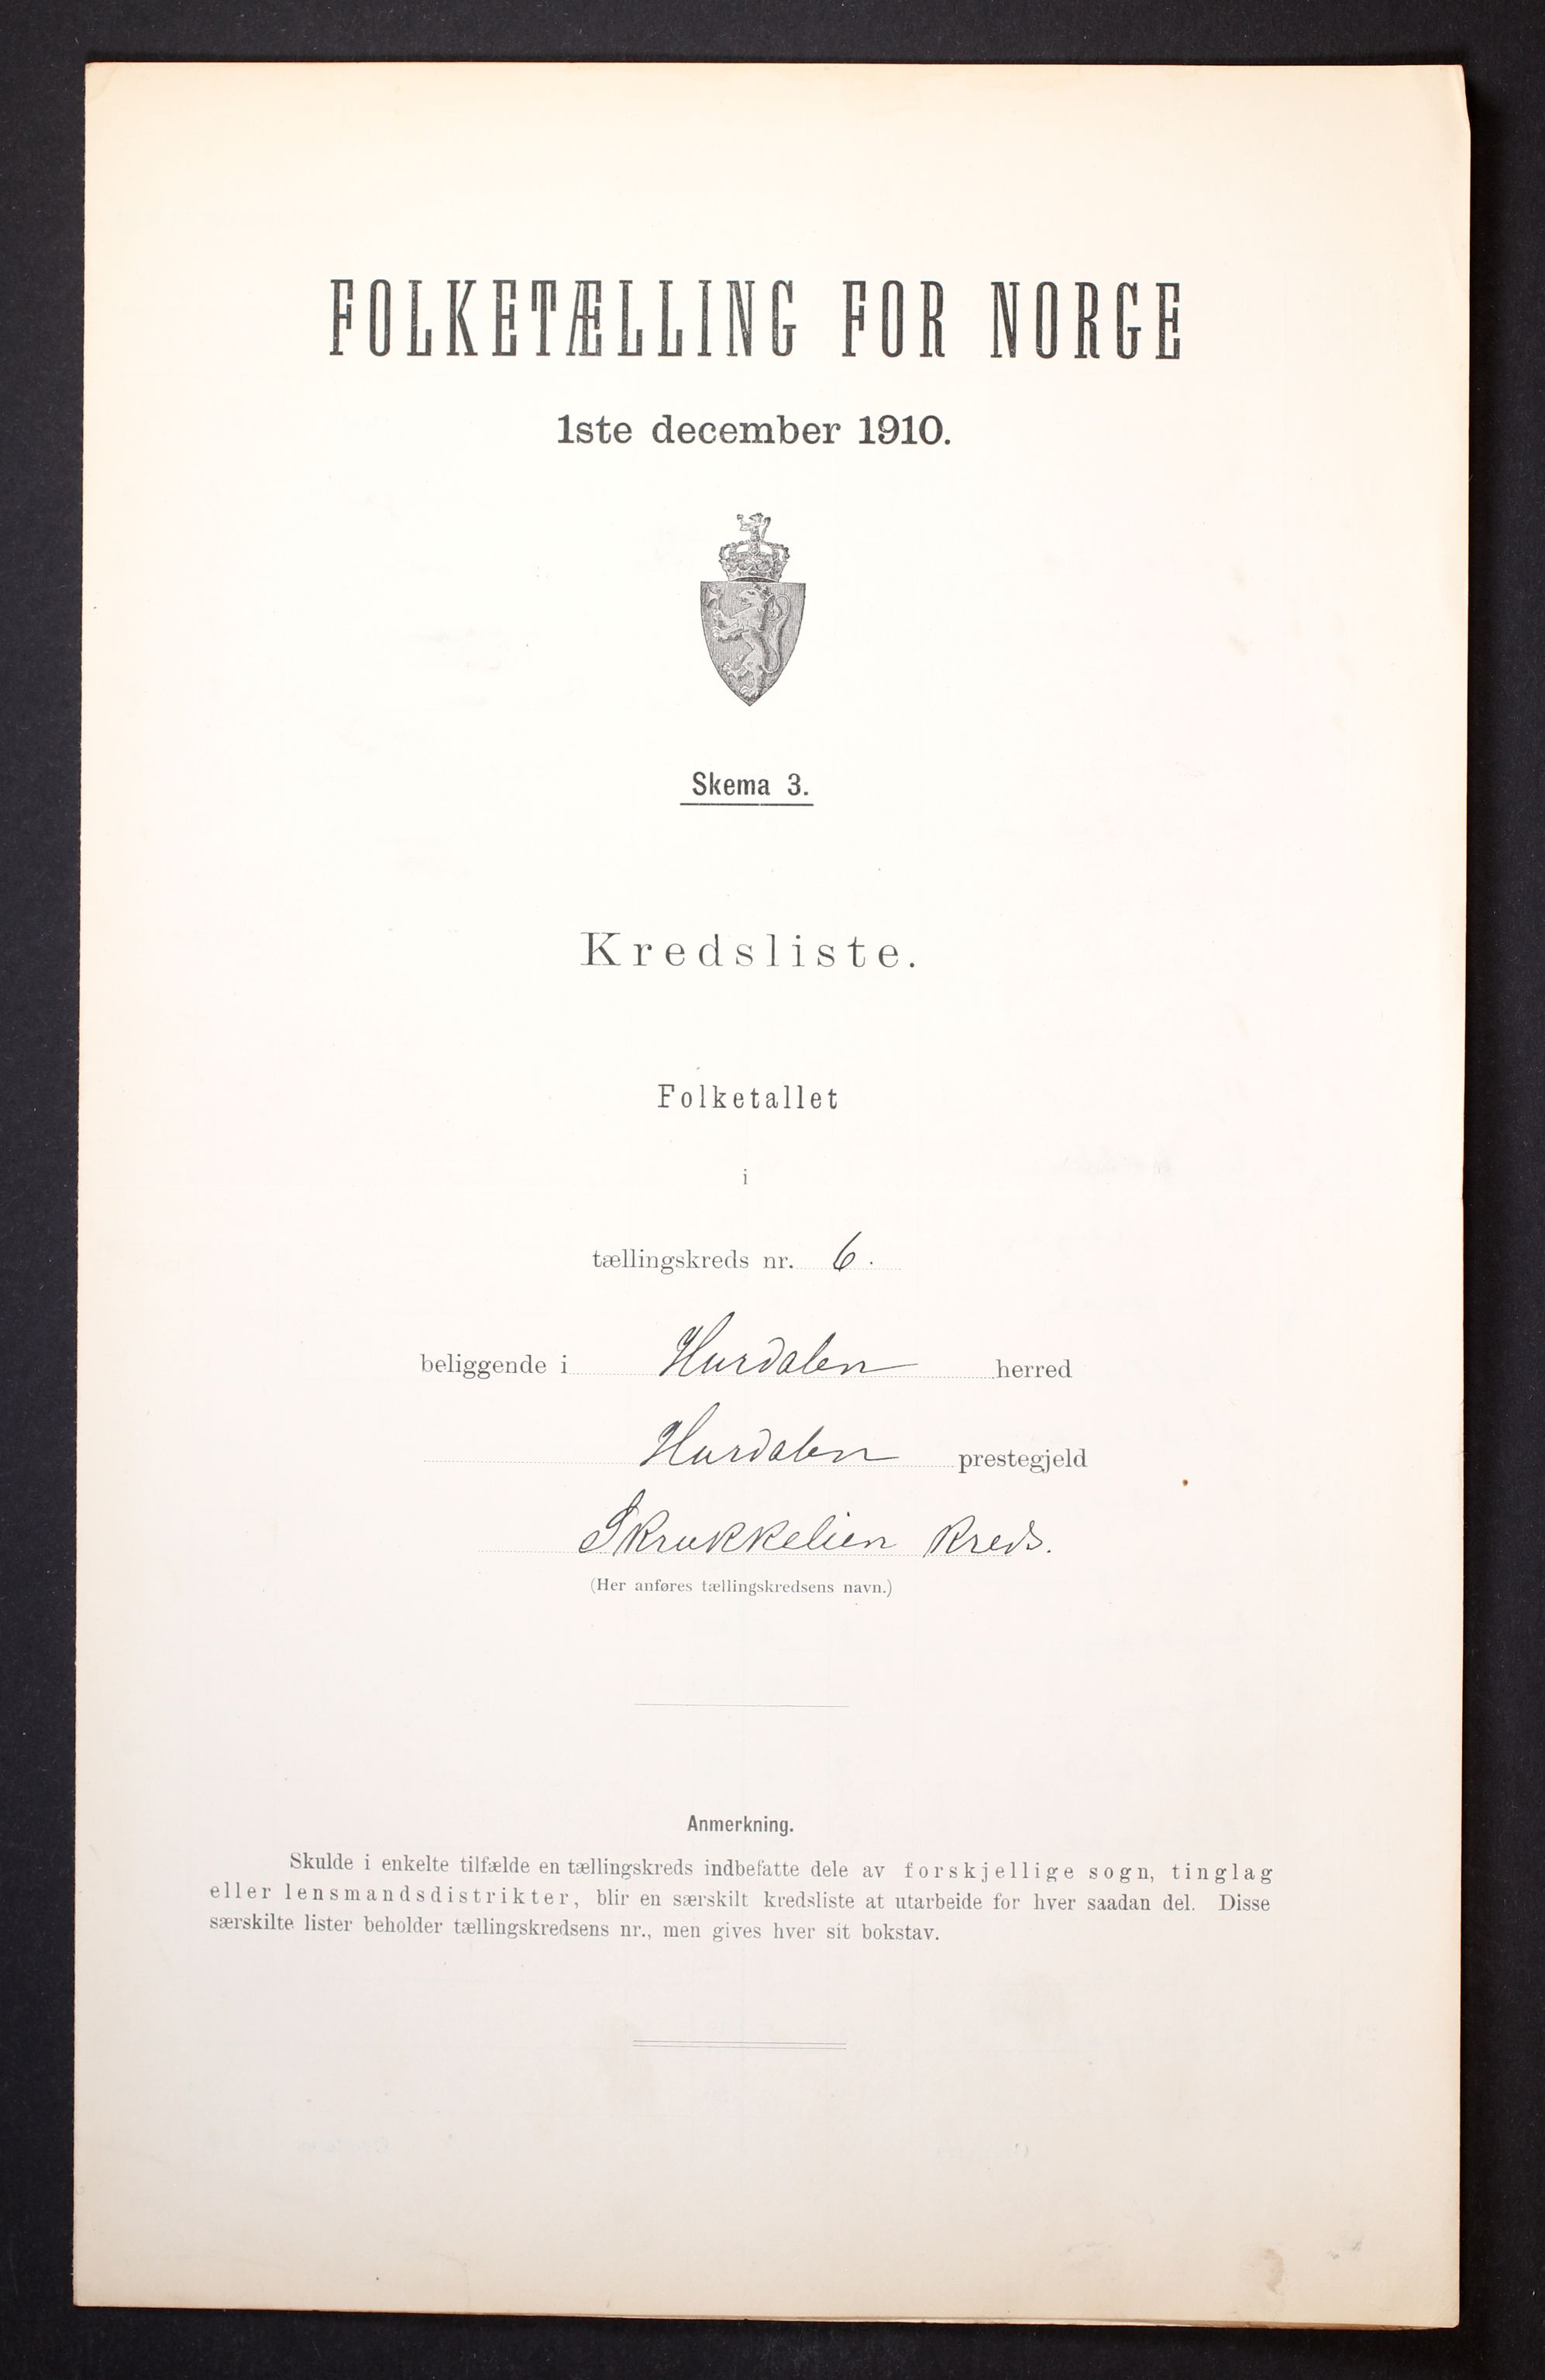 FOLKETÆLLING FOR NORGE
1ste december 1910.
Skema 3.
Kredsliste.
Folketallet
i
tællingskreds nr. 6.
beliggende i Hurdalen herred
Hurdalen prestegjeld
Skrukkelien kreds.
(Her anføres tællingskredsens navn.)
Anmerkning.
Skulde i enkelte tilfælde en tællingskreds indbefatte dele av forskjellige sogn, tinglag
eller lensmandsdistrikter, blir en særskilt kredsliste at utarbeide for hver saadan del. Disse
særskilte lister beholder tællingskredsens nr., men gives hver sit bokstav.